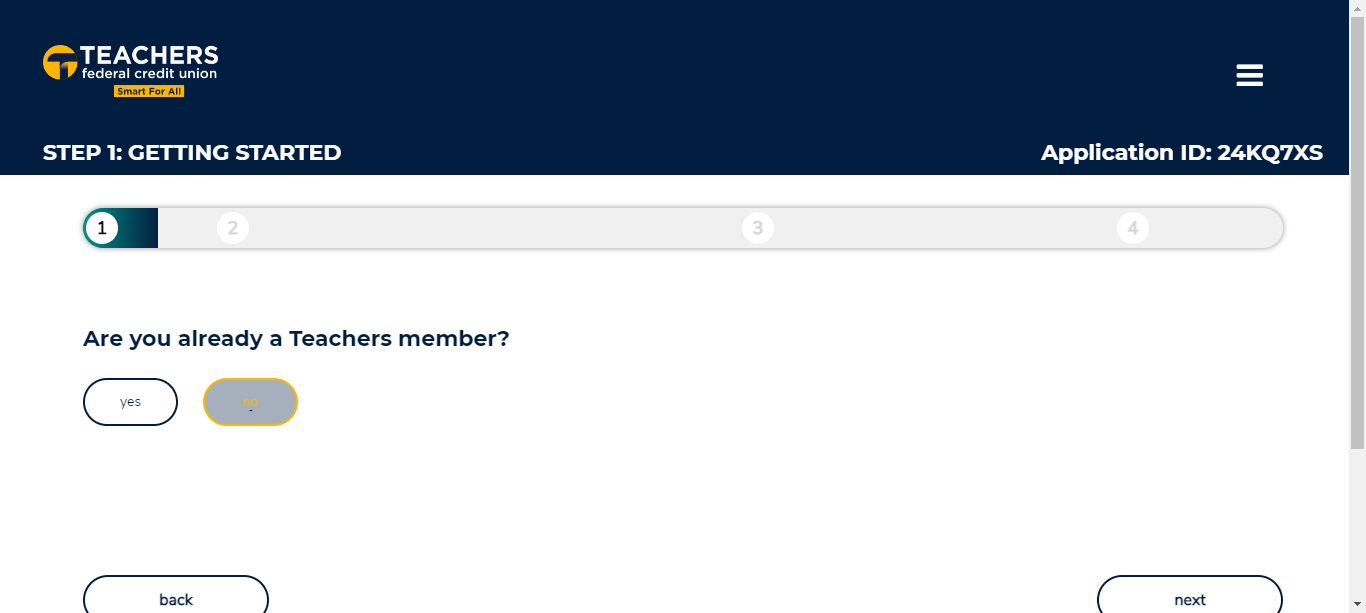 TEACHERS
federal credit union
Smart For All
STEP 1: GETTING STARTED
Application ID: 24KQ7XS
1
2
3
4
Are you already a Teachers member?
yes
no
back
next